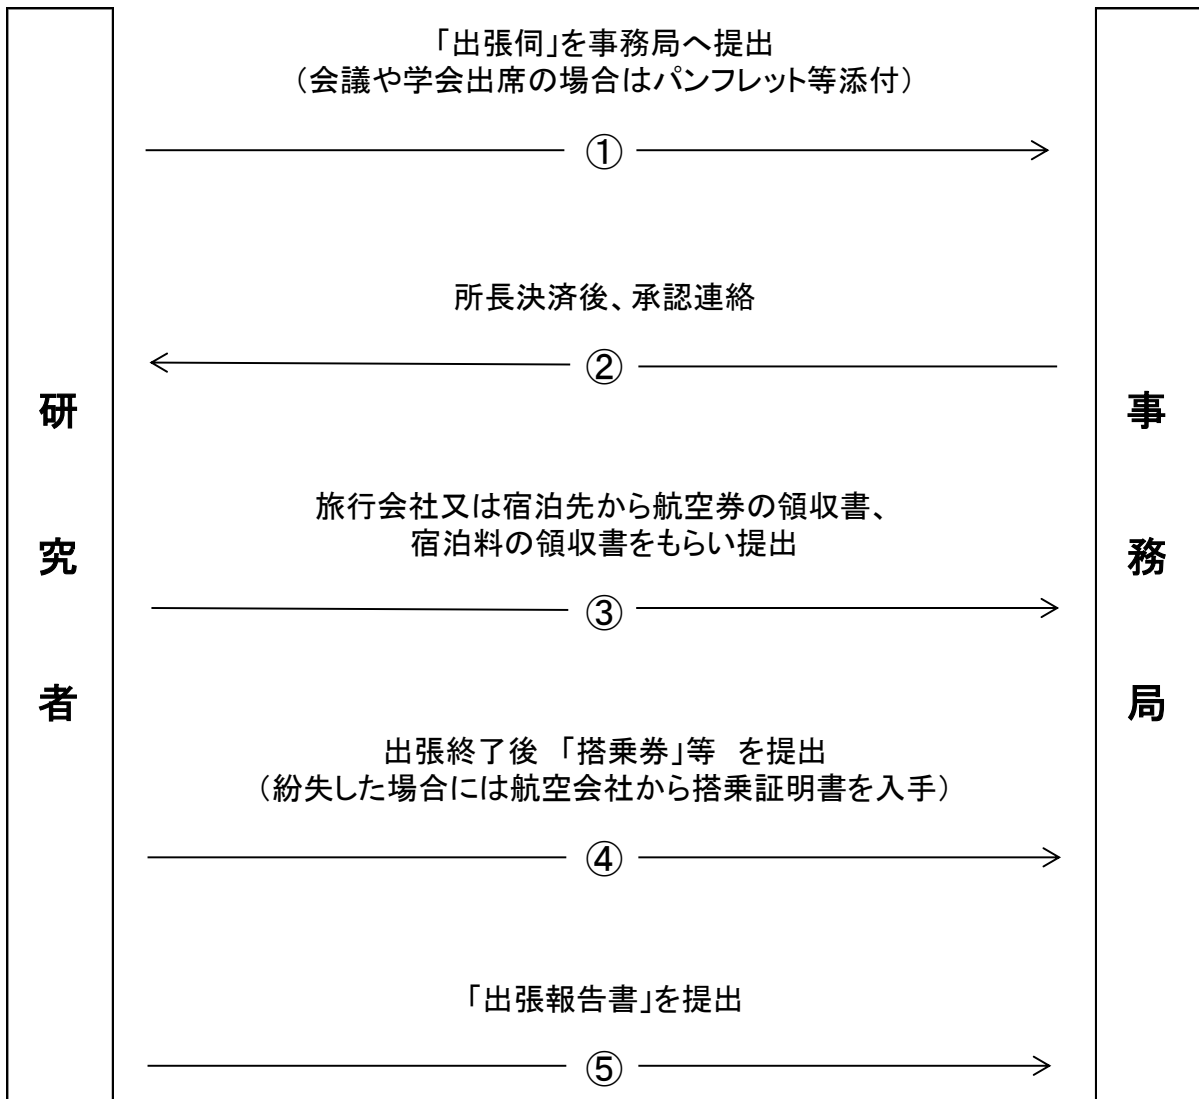 「出張伺」を事務局へ提出
（会議や学会出席の場合はパンフレット等添付）
①
所長決済後、承認連絡
②
旅行会社又は宿泊先から航空券の領収書、
宿泊料の領収書をもらい提出
③
出張終了後 「搭乗券」等 を提出
（紛失した場合には航空会社から搭乗証明書を入手）
④
「出張報告書」を提出
⑤
研究者
事務局